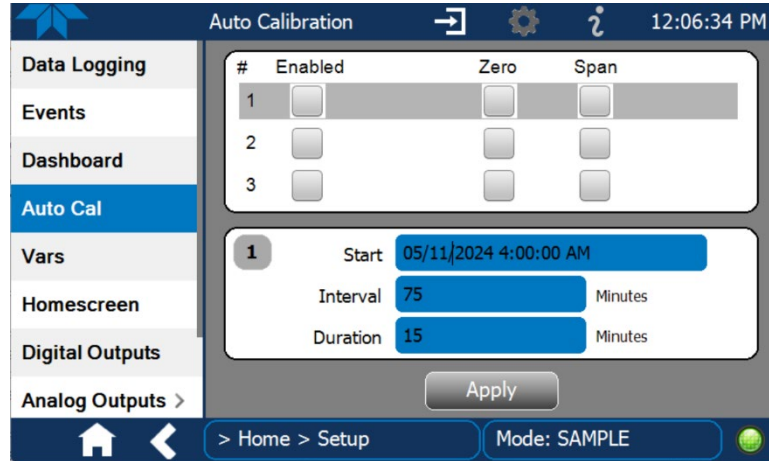 Auto Calibration 12:06:34 PM
Data Logging
Events
Dashboard
Auto Cal
Vars
Homescreen
Digital Outputs
Analog Outputs >
# Enabled Zero Span
1
2
3
1 Start 05/11/2024 4:00:00 AM
Interval 75 Minutes
Duration 15 Minutes
Apply
> Home > Setup Mode: SAMPLE